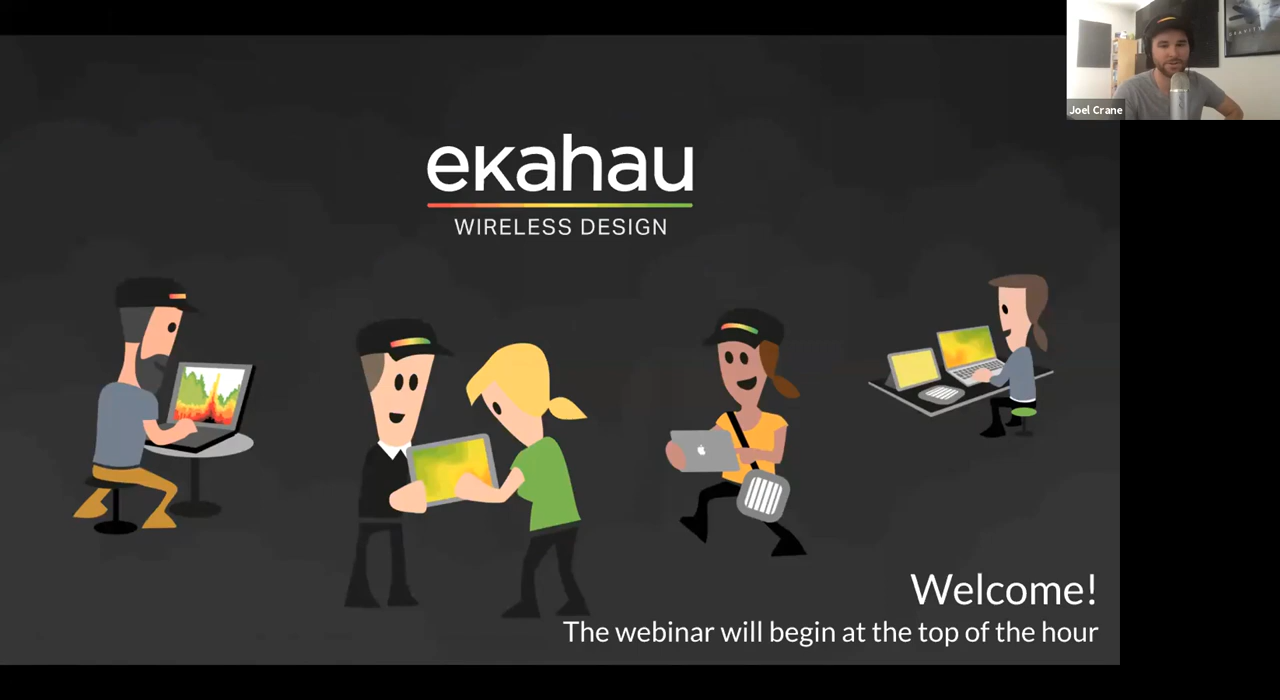 Joel Crane
ekahau
WIRELESS DESIGN
Welcome!
The webinar will begin at the top of the hour